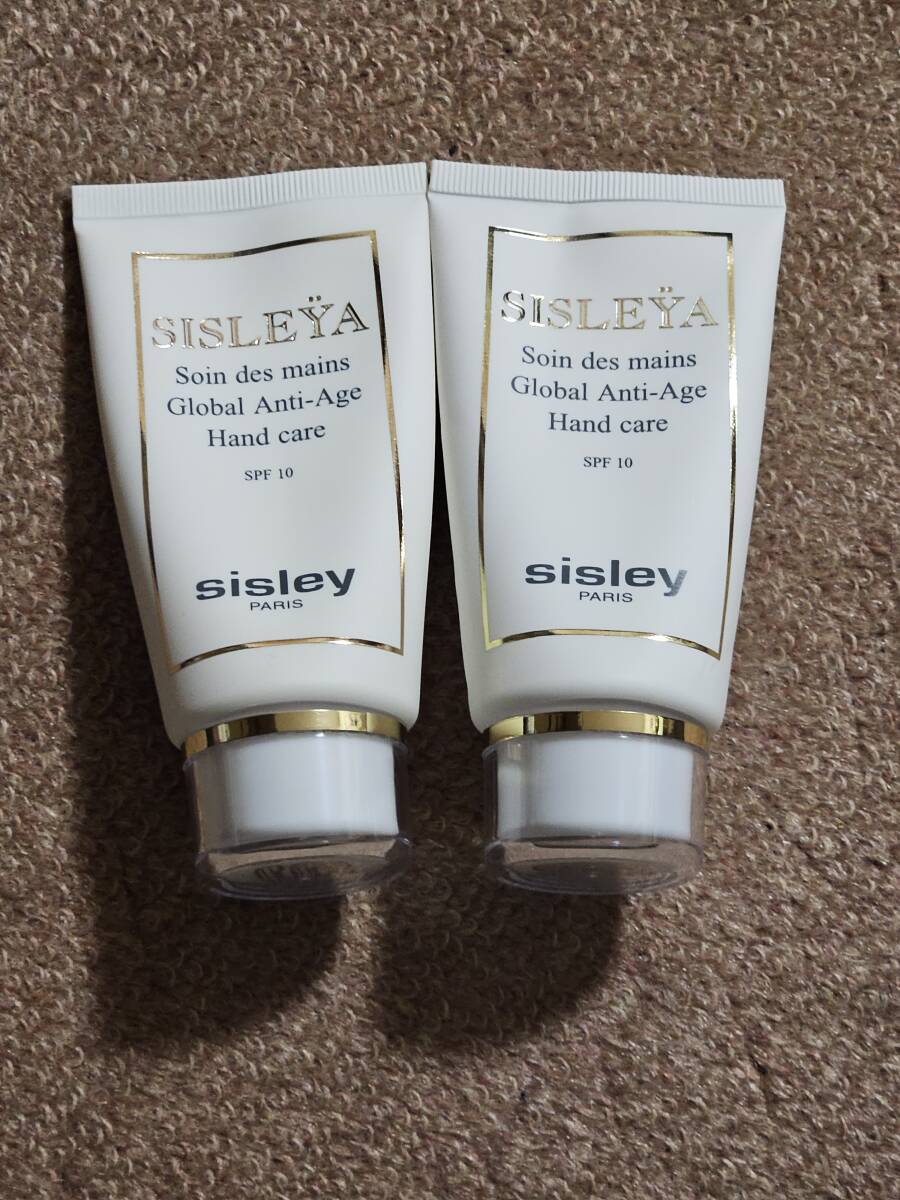 SISLEŸA
Soin des mains
Global Anti-Age
Hand care
SPF 10
sisley
PARIS
SISLEŸA
Soin des mains
Global Anti-Age
Hand care
SPF 10
sisley
PARIS